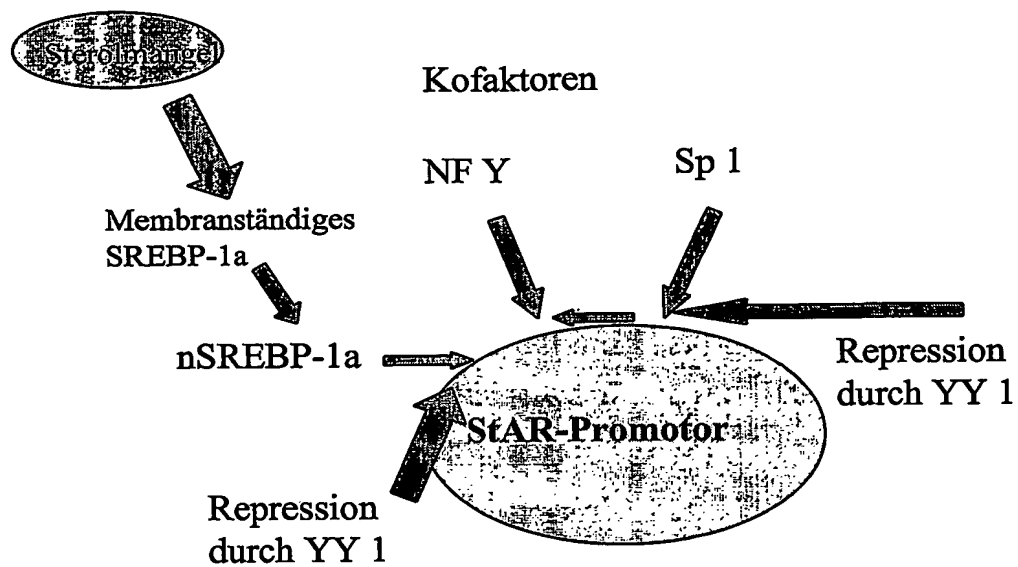 Sterolmangel
Kofaktoren
NF Y
Sp 1
Membranständiges
SREBP-1a
nSREBP-1a
Repression
durch YY 1
StAR-Promotor
Repression
durch YY 1